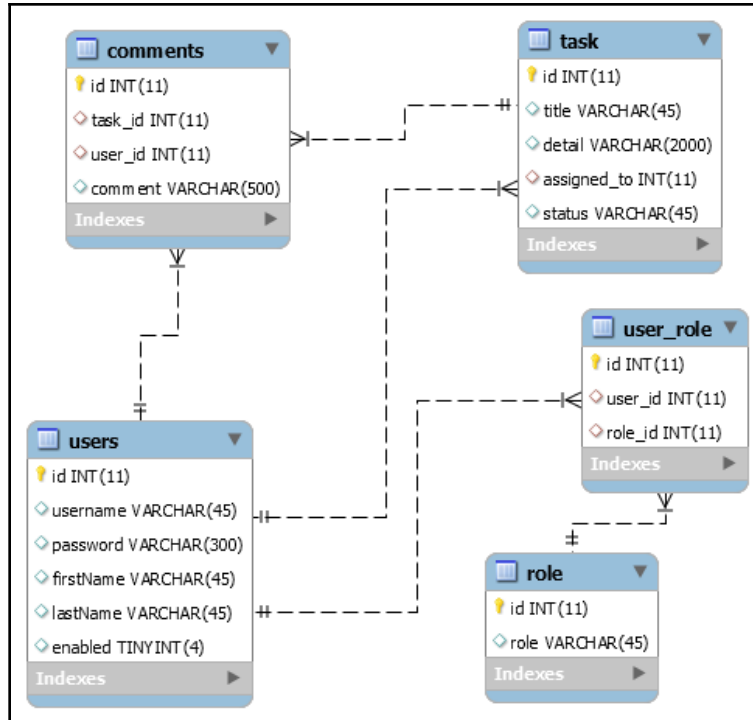 comments
id INT(11)
task_id INT(11)
user_id INT(11)
comment VARCHAR(500)
Indexes
task
id INT(11)
title VARCHAR(45)
detail VARCHAR(2000)
assigned_to INT(11)
status VARCHAR(45)
Indexes
user_role
id INT(11)
user_id INT(11)
role_id INT(11)
Indexes
users
id INT(11)
username VARCHAR(45)
password VARCHAR(300)
firstName VARCHAR(45)
lastName VARCHAR(45)
enabled TINYINT(4)
Indexes
role
id INT(11)
role VARCHAR(45)
Indexes